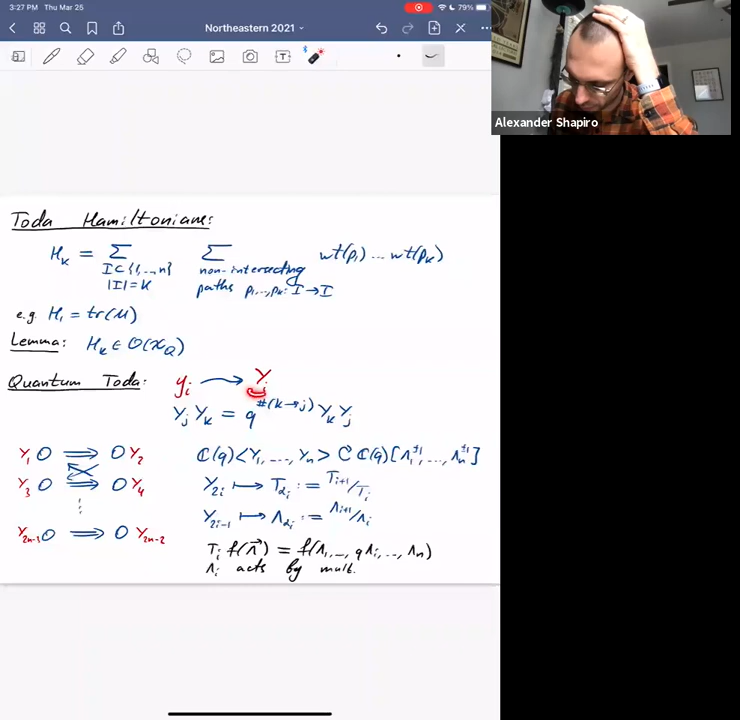 3:27 PM Thu Mar 25
79%
Northeastern 2021
Alexander Shapiro
Toda Hamiltonians:
H_k = Σ_{I⊂{1,...,n} |I|=k} Σ_{non-intersecting paths p_1,...,p_k: I→I} wt(p_1)...wt(p_k)
e.g. H_1 = tr(M)
Lemma: H_k ∈ O(X_Q)
Quantum Toda: y_i → Y_i
Y_j Y_k = q^{#(k→j)} Y_k Y_j
Y_1 O ⟹ O Y_2
ℂ(q)<Y_1, ..., Y_n> ↻ ℂ(q)[Λ_1^{±1}, ..., Λ_n^{±1}]
Y_3 O ⟹ O Y_4
Y_{2i} ↦ T_{α_i} := T_{i+1}/T_i
Y_{2i-1} ↦ Λ_{α_i} := Λ_{i+1}/Λ_i
Y_{2n-1} O ⟹ O Y_{2n-2}
T_i f(Λ⃗) = f(Λ_1, ..., qΛ_i, ..., Λ_n)
Λ_i acts by mult.